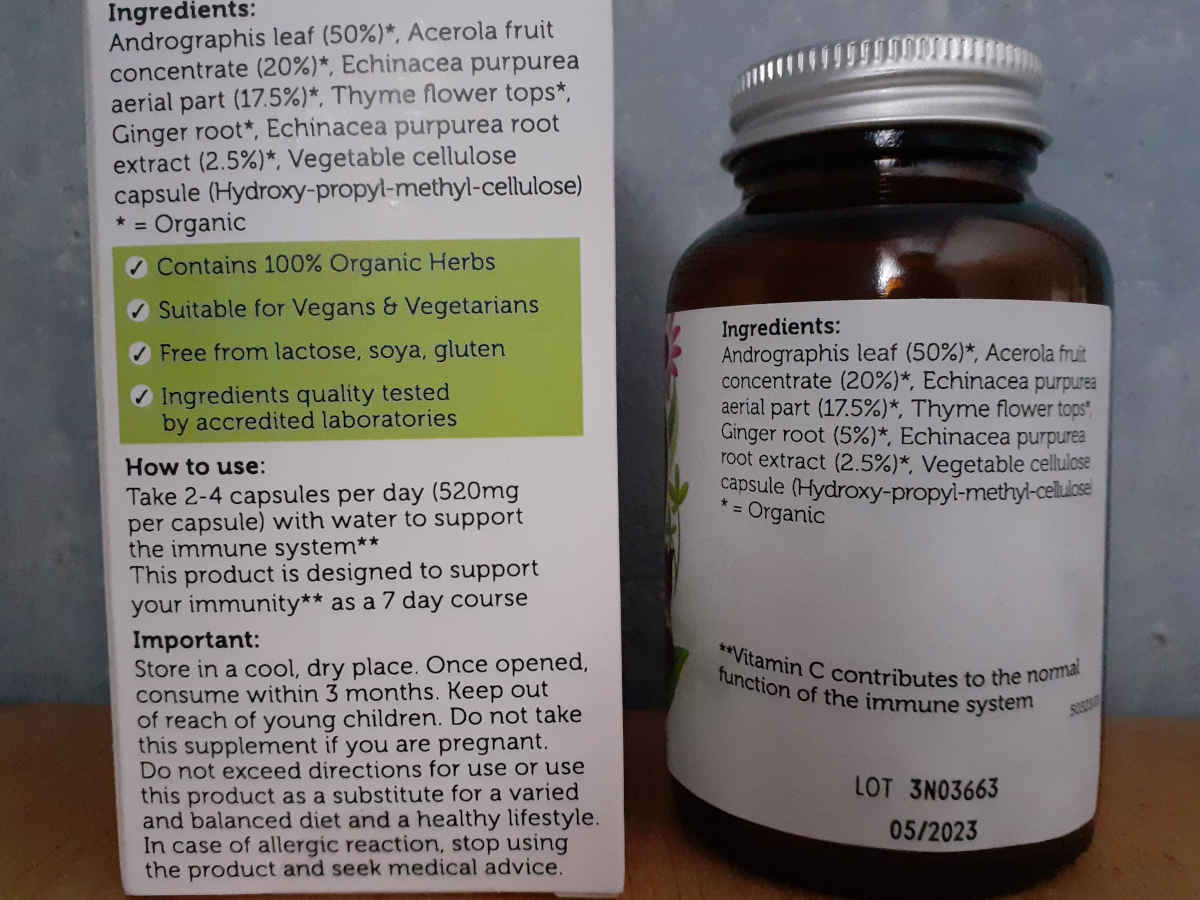 Ingredients:
Andrographis leaf (50%)*, Acerola fruit
concentrate (20%)*, Echinacea purpurea
aerial part (17.5%)*, Thyme flower tops*,
Ginger root*, Echinacea purpurea root
extract (2.5%)*, Vegetable cellulose
capsule (Hydroxy-propyl-methyl-cellulose)
* = Organic
✓ Contains 100% Organic Herbs
✓ Suitable for Vegans & Vegetarians
✓ Free from lactose, soya, gluten
✓ Ingredients quality tested
by accredited laboratories
How to use:
Take 2-4 capsules per day (520mg
per capsule) with water to support
the immune system**
This product is designed to support
your immunity** as a 7 day course
Important:
Store in a cool, dry place. Once opened,
consume within 3 months. Keep out
of reach of young children. Do not take
this supplement if you are pregnant.
Do not exceed directions for use or use
this product as a substitute for a varied
and balanced diet and a healthy lifestyle.
In case of allergic reaction, stop using
the product and seek medical advice.
Ingredients:
Andrographis leaf (50%)*, Acerola fruit
concentrate (20%)*, Echinacea purpurea
aerial part (17.5%)*, Thyme flower tops*,
Ginger root (5%)*, Echinacea purpurea
root extract (2.5%)*, Vegetable cellulose
capsule (Hydroxy-propyl-methyl-cellulose)
* = Organic
**Vitamin C contributes to the normal
function of the immune system
LOT 3N03663
05/2023